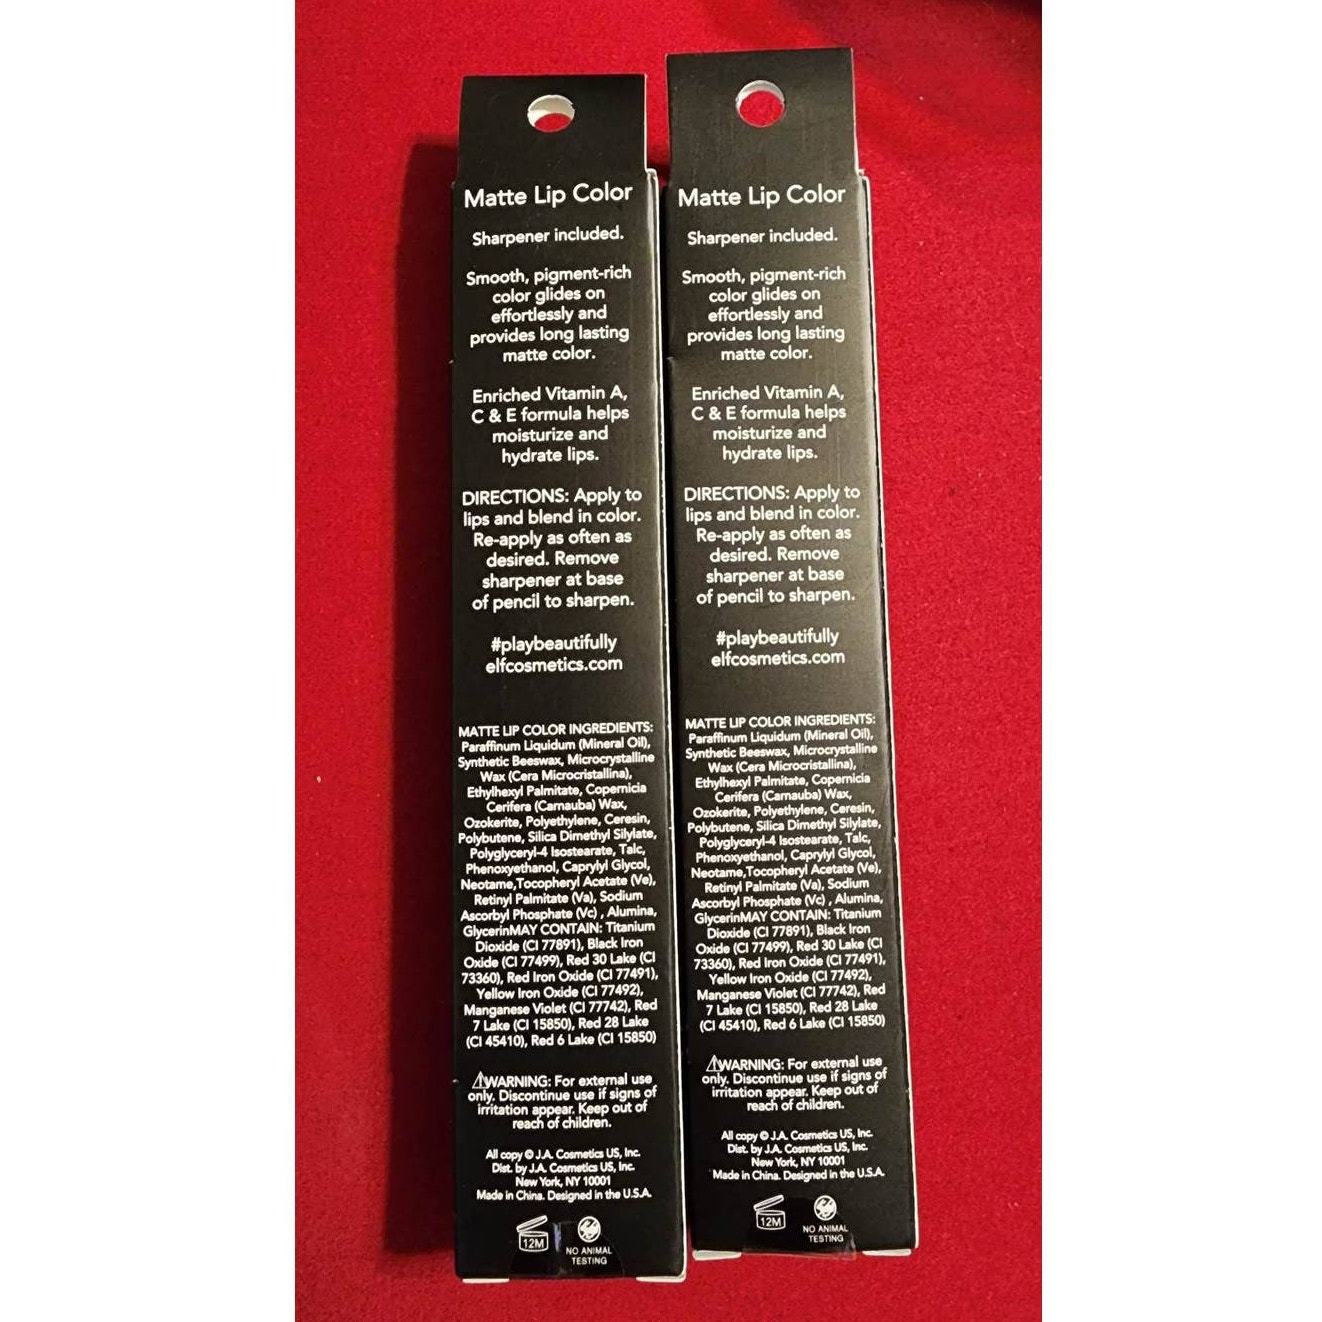 Matte Lip Color
Sharpener included.
Smooth, pigment-rich
color glides on
effortlessly and
provides long lasting
matte color.
Enriched Vitamin A,
C & E formula helps
moisturize and
hydrate lips.
DIRECTIONS: Apply to
lips and blend in color.
Re-apply as often as
desired. Remove
sharpener at base
of pencil to sharpen.
#playbeautifully
elfcosmetics.com
MATTE LIP COLOR INGREDIENTS:
Paraffinum Liquidum (Mineral Oil),
Synthetic Beeswax, Microcrystalline
Wax (Cera Microcristallina),
Ethylhexyl Palmitate, Copernicia
Cerifera (Carnauba) Wax,
Ozokerite, Polyethylene, Ceresin,
Polybutene, Silica Dimethyl Silylate,
Polyglyceryl-4 Isostearate, Talc,
Phenoxyethanol, Caprylyl Glycol,
Neotame,Tocopheryl Acetate (Ve),
Retinyl Palmitate (Va), Sodium
Ascorbyl Phosphate (Vc) , Alumina,
GlycerinMAY CONTAIN: Titanium
Dioxide (CI 77891), Black Iron
Oxide (CI 77499), Red 30 Lake (CI
73360), Red Iron Oxide (CI 77491),
Yellow Iron Oxide (CI 77492),
Manganese Violet (CI 77742), Red
7 Lake (CI 15850), Red 28 Lake
(CI 45410), Red 6 Lake (CI 15850)
⚠WARNING: For external use
only. Discontinue use if signs of
irritation appear. Keep out of
reach of children.
All copy © J.A. Cosmetics US, Inc.
Dist. by J.A. Cosmetics US, Inc.
New York, NY 10001
Made in China. Designed in the U.S.A.
12M
NO ANIMAL
TESTING
Matte Lip Color
Sharpener included.
Smooth, pigment-rich
color glides on
effortlessly and
provides long lasting
matte color.
Enriched Vitamin A,
C & E formula helps
moisturize and
hydrate lips.
DIRECTIONS: Apply to
lips and blend in color.
Re-apply as often as
desired. Remove
sharpener at base
of pencil to sharpen.
#playbeautifully
elfcosmetics.com
MATTE LIP COLOR INGREDIENTS:
Paraffinum Liquidum (Mineral Oil),
Synthetic Beeswax, Microcrystalline
Wax (Cera Microcristallina),
Ethylhexyl Palmitate, Copernicia
Cerifera (Carnauba) Wax,
Ozokerite, Polyethylene, Ceresin,
Polybutene, Silica Dimethyl Silylate,
Polyglyceryl-4 Isostearate, Talc,
Phenoxyethanol, Caprylyl Glycol,
Neotame,Tocopheryl Acetate (Ve),
Retinyl Palmitate (Va), Sodium
Ascorbyl Phosphate (Vc) , Alumina,
GlycerinMAY CONTAIN: Titanium
Dioxide (CI 77891), Black Iron
Oxide (CI 77499), Red 30 Lake (CI
73360), Red Iron Oxide (CI 77491),
Yellow Iron Oxide (CI 77492),
Manganese Violet (CI 77742), Red
7 Lake (CI 15850), Red 28 Lake
(CI 45410), Red 6 Lake (CI 15850)
⚠WARNING: For external use
only. Discontinue use if signs of
irritation appear. Keep out of
reach of children.
All copy © J.A. Cosmetics US, Inc.
Dist. by J.A. Cosmetics US, Inc.
New York, NY 10001
Made in China. Designed in the U.S.A.
12M
NO ANIMAL
TESTING